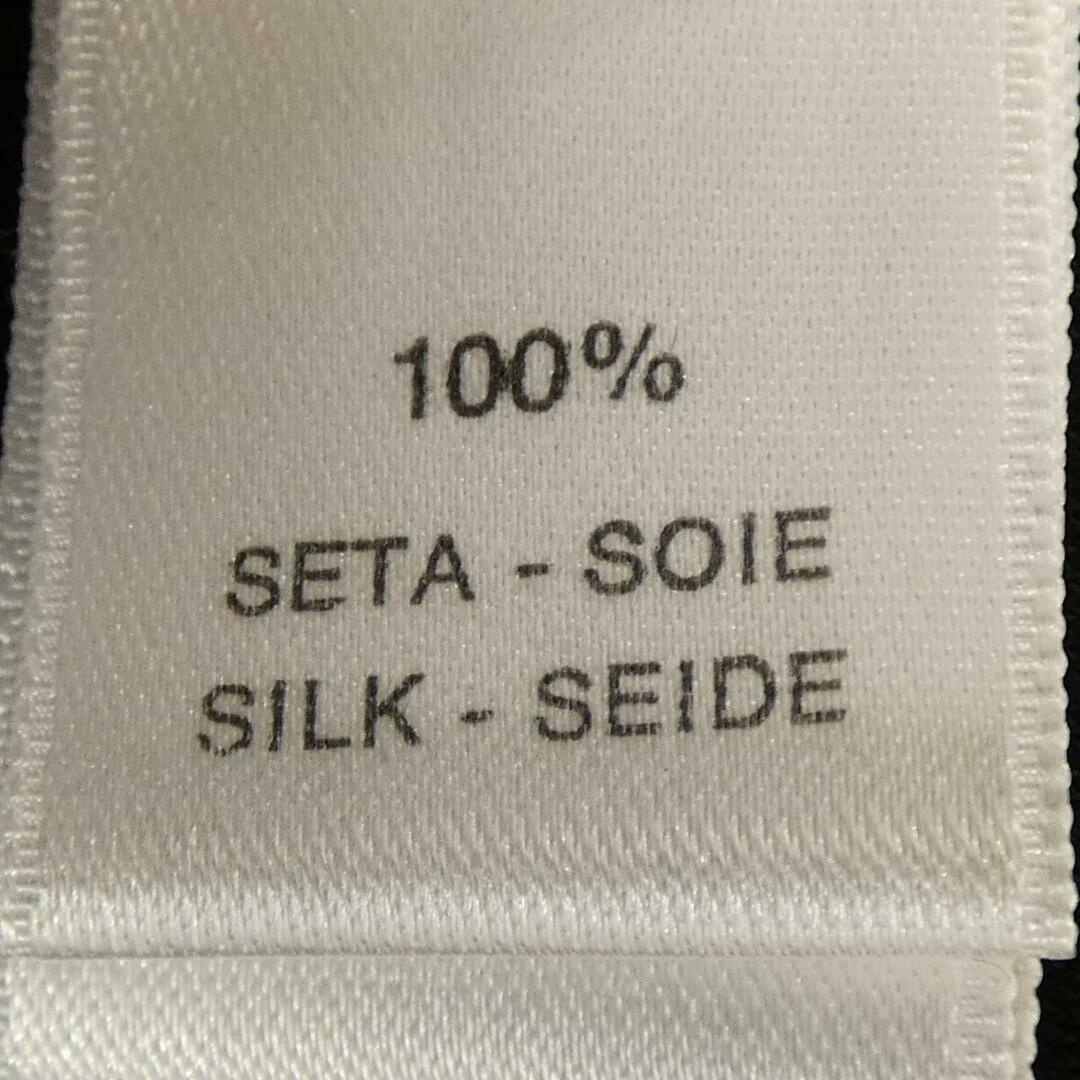 100%
SETA - SOIE
SILK - SEIDE